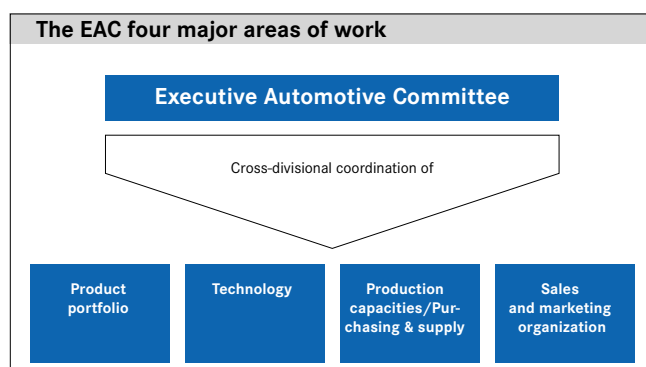 The EAC four major areas of work
Executive Automotive Committee
Cross-divisional coordination of
Product
portfolio
Technology
Production
capacities/Pur-
chasing & supply
Sales
and marketing
organization